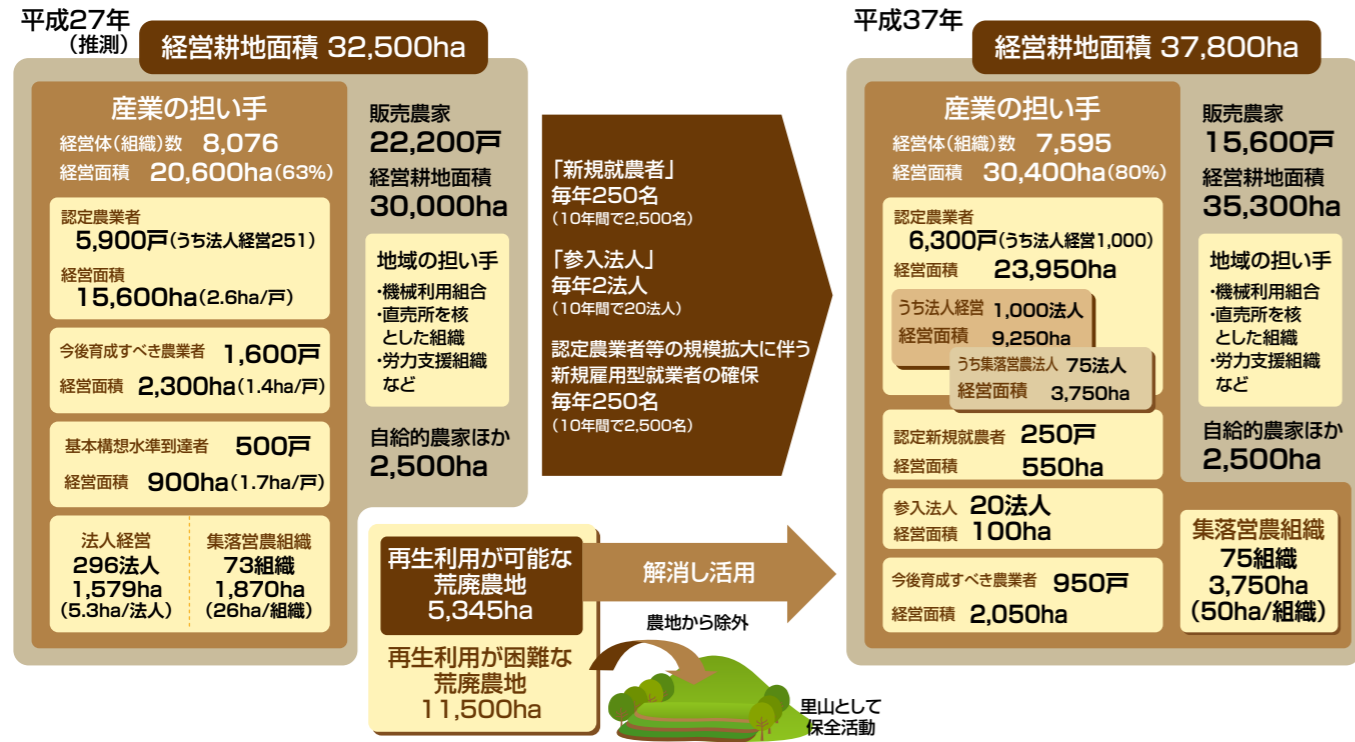 平成27年
（推測）
経営耕地面積 32,500ha
産業の担い手
経営体（組織）数 8,076
経営面積 20,600ha（63%）
認定農業者
5,900戸（うち法人経営251）
経営面積
15,600ha（2.6ha/戸）
今後育成すべき農業者 1,600戸
経営面積 2,300ha（1.4ha/戸）
基本構想水準到達者 500戸
経営面積 900ha（1.7ha/戸）
法人経営
296法人
1,579ha
（5.3ha/法人）
集落営農組織
73組織
1,870ha
（26ha/組織）
販売農家
22,200戸
経営耕地面積
30,000ha
地域の担い手
・機械利用組合
・直売所を核
とした組織
・労力支援組織
など
自給的農家ほか
2,500ha
「新規就農者」
毎年250名
（10年間で2,500名）
「参入法人」
毎年2法人
（10年間で20法人）
認定農業者等の規模拡大に伴う
新規雇用型就業者の確保
毎年250名
（10年間で2,500名）
再生利用が可能な
荒廃農地
5,345ha
解消し活用
再生利用が困難な
荒廃農地
11,500ha
農地から除外
里山として
保全活動
平成37年
経営耕地面積 37,800ha
産業の担い手
経営体（組織）数 7,595
経営面積 30,400ha（80%）
認定農業者
6,300戸（うち法人経営1,000）
経営面積 23,950ha
うち法人経営 1,000法人
経営面積 9,250ha
うち集落営農法人 75法人
経営面積 3,750ha
認定新規就農者 250戸
経営面積 550ha
参入法人 20法人
経営面積 100ha
今後育成すべき農業者 950戸
経営面積 2,050ha
販売農家
15,600戸
経営耕地面積
35,300ha
地域の担い手
・機械利用組合
・直売所を核
とした組織
・労力支援組織
など
自給的農家ほか
2,500ha
集落営農組織
75組織
3,750ha
（50ha/組織）